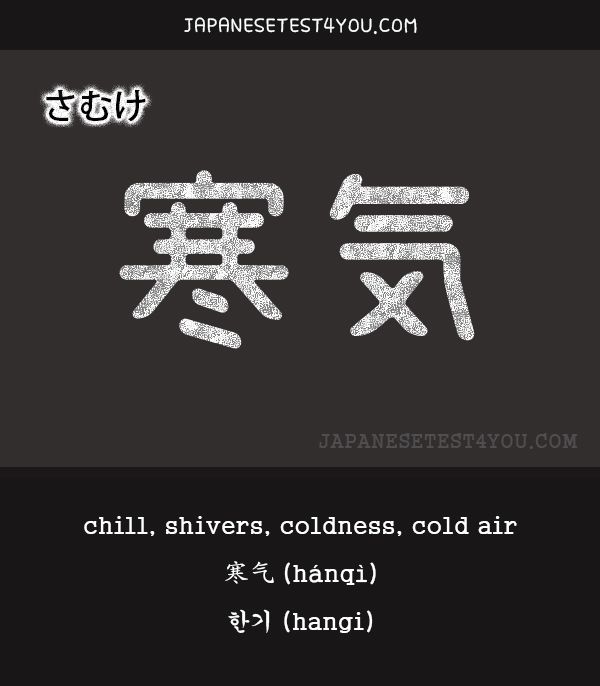 JAPANESETEST4YOU.COM
さむけ
寒気
JAPANESETEST4YOU.COM
chill, shivers, coldness, cold air
寒气 (hánqì)
한기 (hangi)